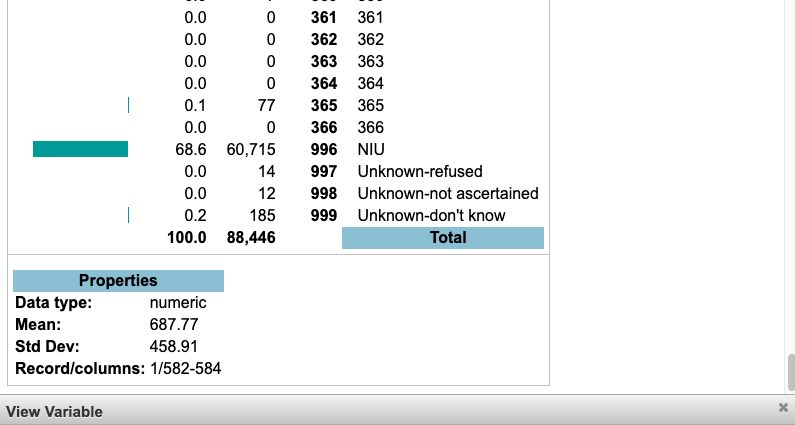 0.0 0 361 361
0.0 0 362 362
0.0 0 363 363
0.0 0 364 364
0.1 77 365 365
0.0 0 366 366
68.6 60,715 996 NIU
0.0 14 997 Unknown-refused
0.0 12 998 Unknown-not ascertained
0.2 185 999 Unknown-don't know
100.0 88,446 Total
Properties
Data type: numeric
Mean: 687.77
Std Dev: 458.91
Record/columns: 1/582-584
View Variable